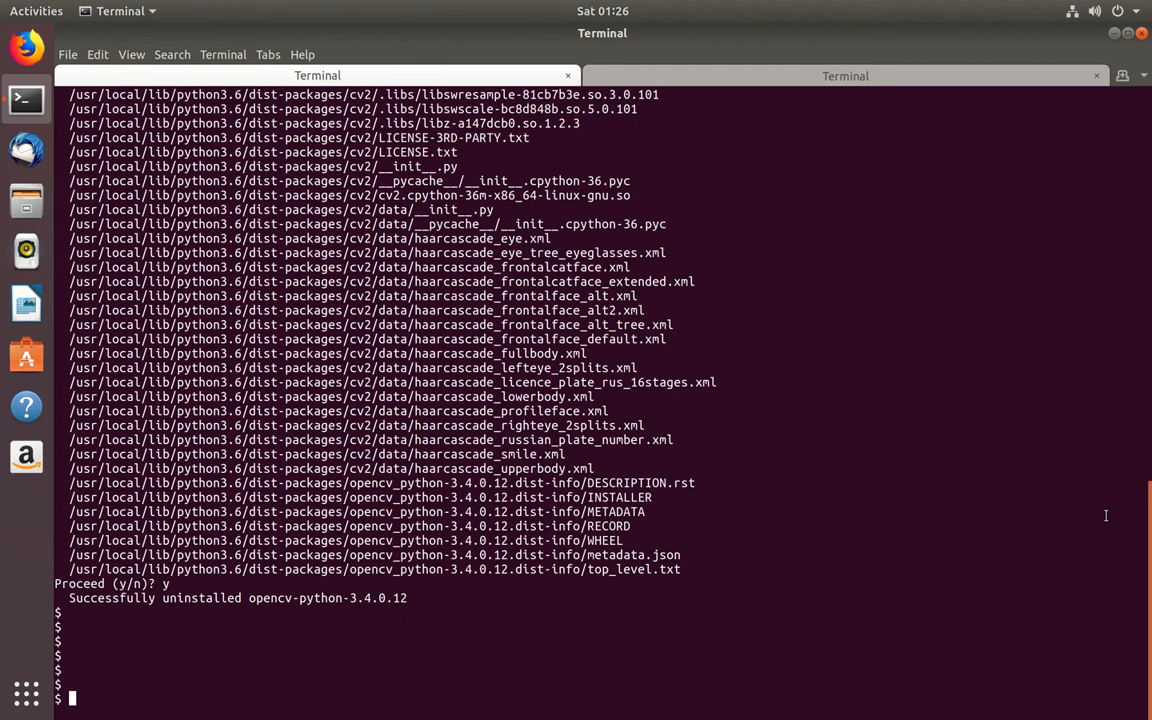 Activities
Terminal
Sat 01:26
Terminal
File Edit View Search Terminal Tabs Help
Terminal × Terminal ×
/usr/local/lib/python3.6/dist-packages/cv2/.libs/libswresample-81cb7b3e.so.3.0.101
/usr/local/lib/python3.6/dist-packages/cv2/.libs/libswscale-bc8d848b.so.5.0.101
/usr/local/lib/python3.6/dist-packages/cv2/.libs/libz-a147dcb0.so.1.2.3
/usr/local/lib/python3.6/dist-packages/cv2/LICENSE-3RD-PARTY.txt
/usr/local/lib/python3.6/dist-packages/cv2/LICENSE.txt
/usr/local/lib/python3.6/dist-packages/cv2/__init__.py
/usr/local/lib/python3.6/dist-packages/cv2/__pycache__/__init__.cpython-36.pyc
/usr/local/lib/python3.6/dist-packages/cv2/cv2.cpython-36m-x86_64-linux-gnu.so
/usr/local/lib/python3.6/dist-packages/cv2/data/__init__.py
/usr/local/lib/python3.6/dist-packages/cv2/data/__pycache__/__init__.cpython-36.pyc
/usr/local/lib/python3.6/dist-packages/cv2/data/haarcascade_eye.xml
/usr/local/lib/python3.6/dist-packages/cv2/data/haarcascade_eye_tree_eyeglasses.xml
/usr/local/lib/python3.6/dist-packages/cv2/data/haarcascade_frontalcatface.xml
/usr/local/lib/python3.6/dist-packages/cv2/data/haarcascade_frontalcatface_extended.xml
/usr/local/lib/python3.6/dist-packages/cv2/data/haarcascade_frontalface_alt.xml
/usr/local/lib/python3.6/dist-packages/cv2/data/haarcascade_frontalface_alt2.xml
/usr/local/lib/python3.6/dist-packages/cv2/data/haarcascade_frontalface_alt_tree.xml
/usr/local/lib/python3.6/dist-packages/cv2/data/haarcascade_frontalface_default.xml
/usr/local/lib/python3.6/dist-packages/cv2/data/haarcascade_fullbody.xml
/usr/local/lib/python3.6/dist-packages/cv2/data/haarcascade_lefteye_2splits.xml
/usr/local/lib/python3.6/dist-packages/cv2/data/haarcascade_licence_plate_rus_16stages.xml
/usr/local/lib/python3.6/dist-packages/cv2/data/haarcascade_lowerbody.xml
/usr/local/lib/python3.6/dist-packages/cv2/data/haarcascade_profileface.xml
/usr/local/lib/python3.6/dist-packages/cv2/data/haarcascade_righteye_2splits.xml
/usr/local/lib/python3.6/dist-packages/cv2/data/haarcascade_russian_plate_number.xml
/usr/local/lib/python3.6/dist-packages/cv2/data/haarcascade_smile.xml
/usr/local/lib/python3.6/dist-packages/cv2/data/haarcascade_upperbody.xml
/usr/local/lib/python3.6/dist-packages/opencv_python-3.4.0.12.dist-info/DESCRIPTION.rst
/usr/local/lib/python3.6/dist-packages/opencv_python-3.4.0.12.dist-info/INSTALLER
/usr/local/lib/python3.6/dist-packages/opencv_python-3.4.0.12.dist-info/METADATA
/usr/local/lib/python3.6/dist-packages/opencv_python-3.4.0.12.dist-info/RECORD
/usr/local/lib/python3.6/dist-packages/opencv_python-3.4.0.12.dist-info/WHEEL
/usr/local/lib/python3.6/dist-packages/opencv_python-3.4.0.12.dist-info/metadata.json
/usr/local/lib/python3.6/dist-packages/opencv_python-3.4.0.12.dist-info/top_level.txt
Proceed (y/n)? y
Successfully uninstalled opencv-python-3.4.0.12
$
$
$
$
$
$
$